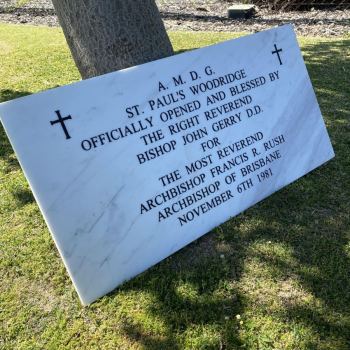 A. M. D. G.
ST. PAUL'S WOODRIDGE
OFFICIALLY OPENED AND BLESSED BY
THE RIGHT REVEREND
BISHOP JOHN GERRY D.D.
FOR
THE MOST REVEREND
ARCHBISHOP FRANCIS R. RUSH
ARCHBISHOP OF BRISBANE
NOVEMBER 6TH 1981